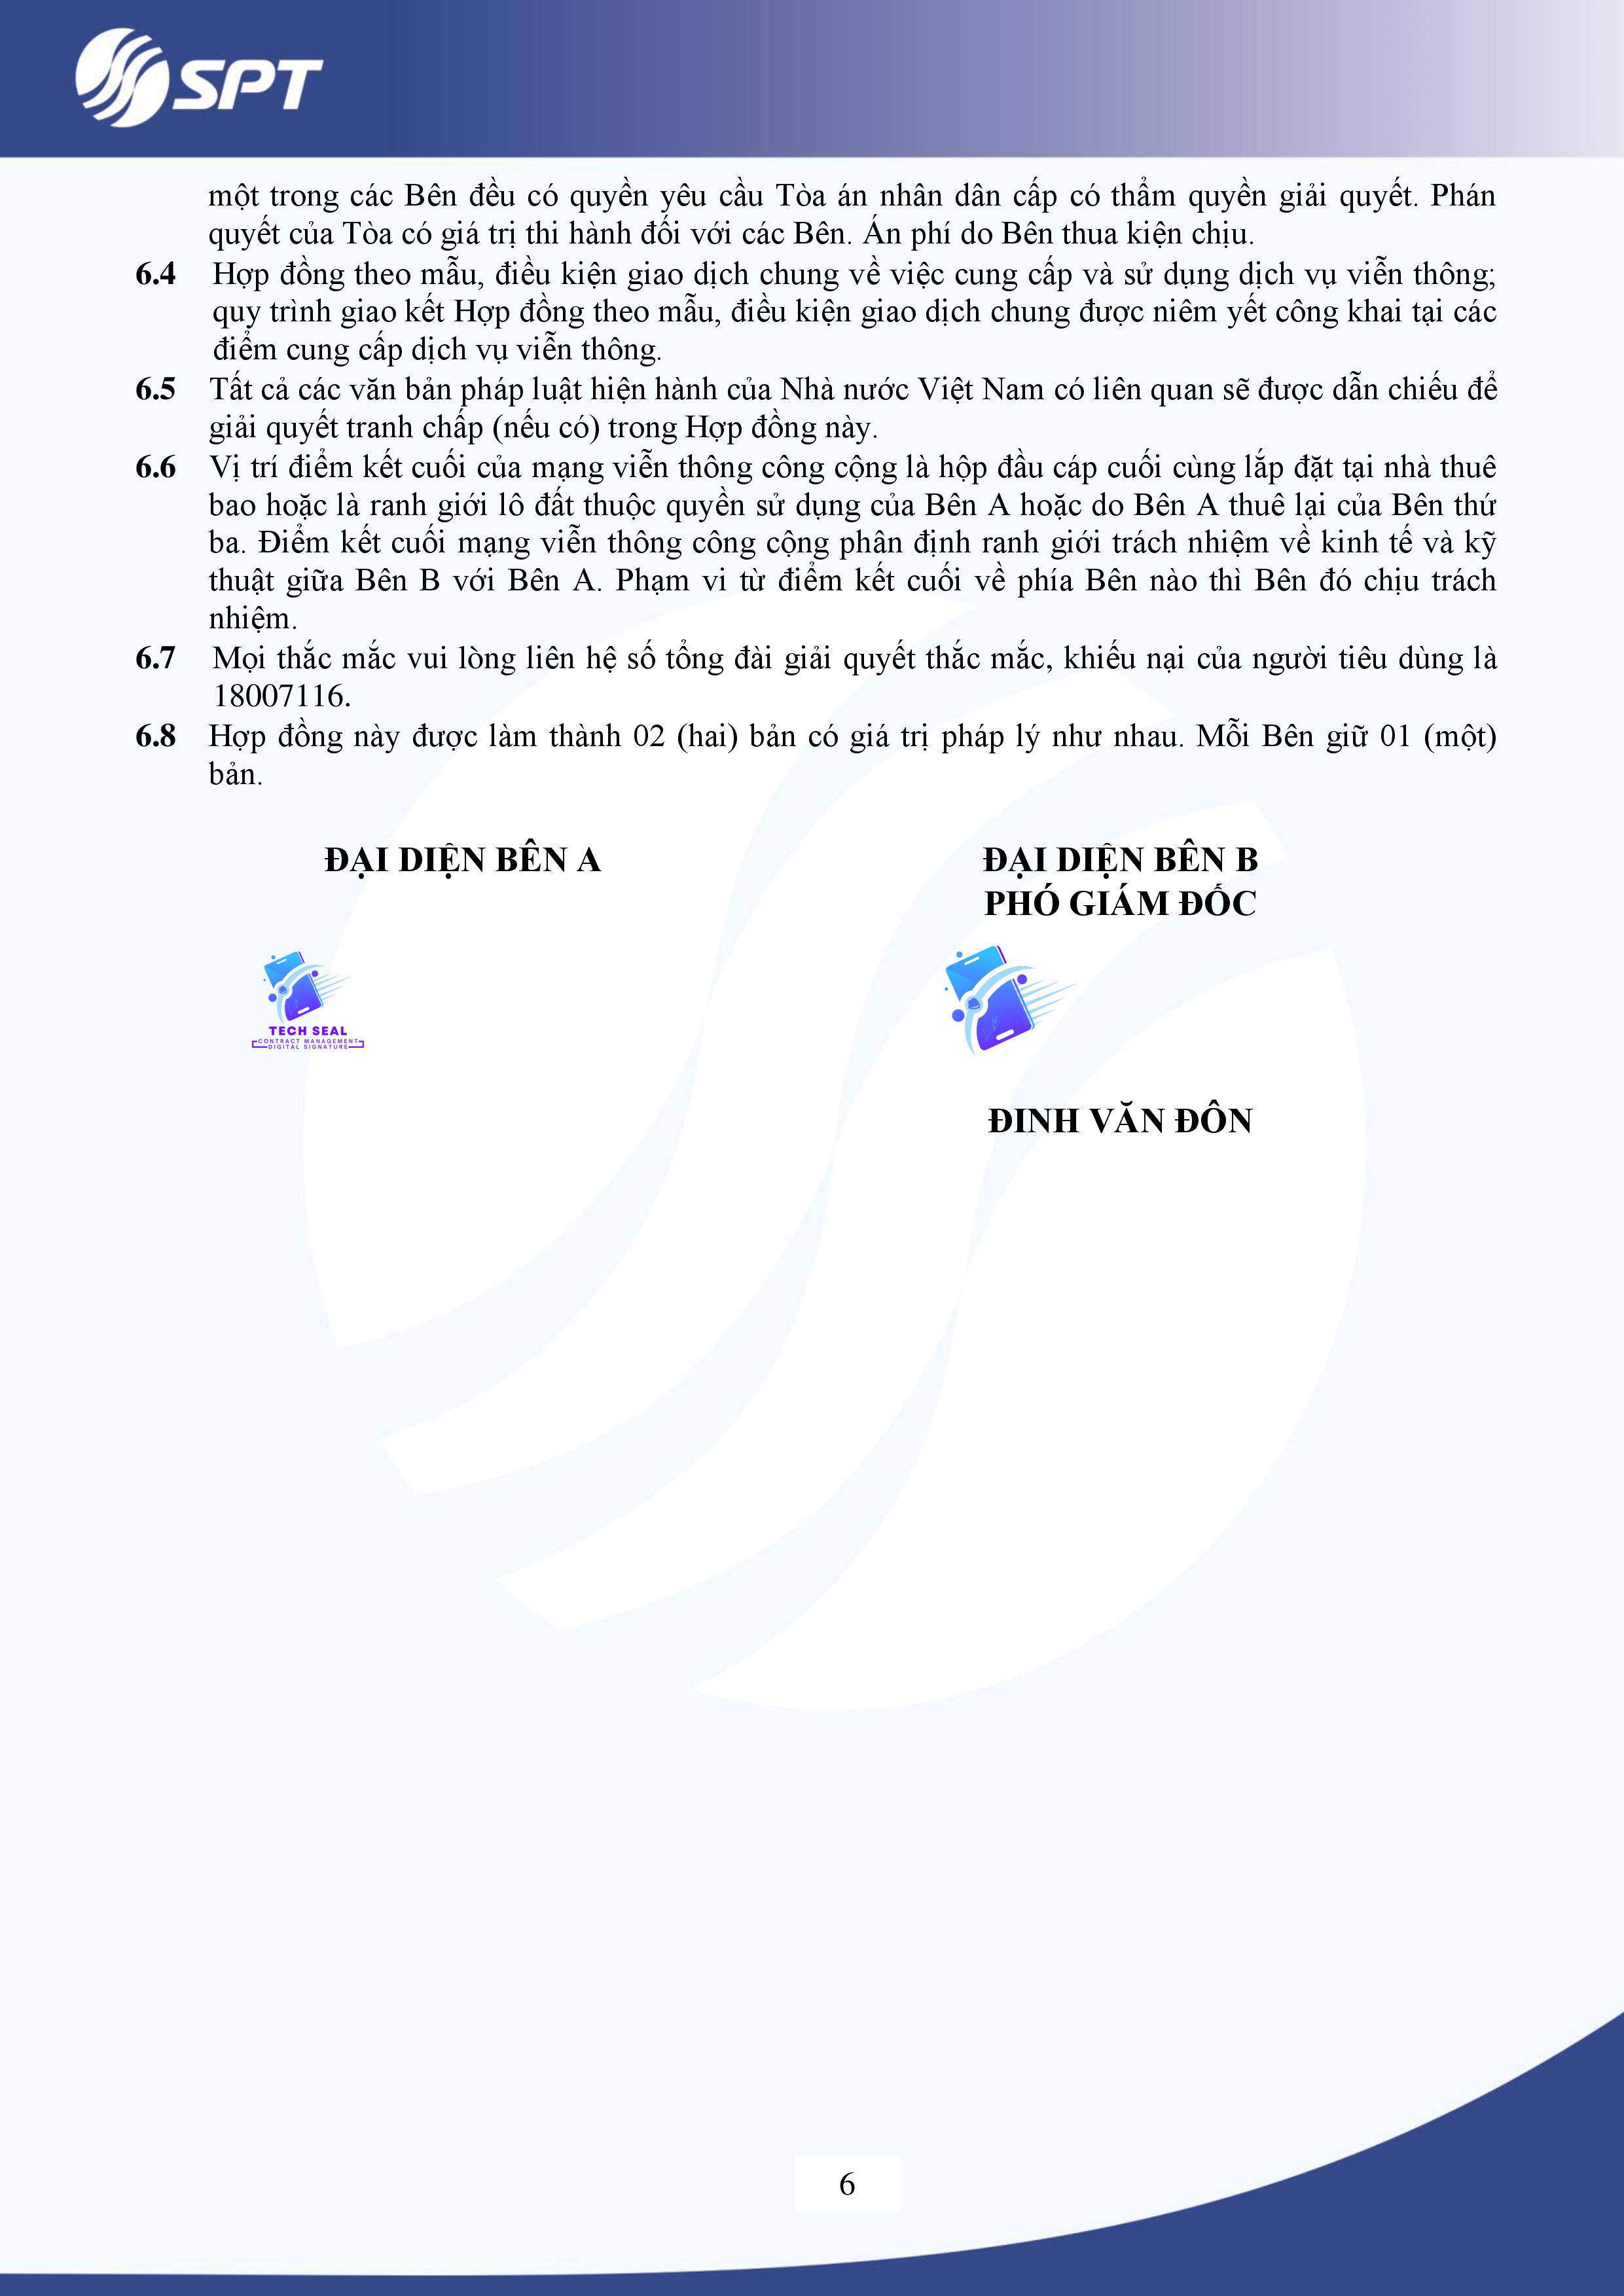 SPT
một trong các Bên đều có quyền yêu cầu Tòa án nhân dân cấp có thẩm quyền giải quyết. Phán
quyết của Tòa có giá trị thi hành đối với các Bên. Án phí do Bên thua kiện chịu.
6.4 Hợp đồng theo mẫu, điều kiện giao dịch chung về việc cung cấp và sử dụng dịch vụ viễn thông;
quy trình giao kết Hợp đồng theo mẫu, điều kiện giao dịch chung được niêm yết công khai tại các
điểm cung cấp dịch vụ viễn thông.
6.5 Tất cả các văn bản pháp luật hiện hành của Nhà nước Việt Nam có liên quan sẽ được dẫn chiếu để
giải quyết tranh chấp (nếu có) trong Hợp đồng này.
6.6 Vị trí điểm kết cuối của mạng viễn thông công cộng là hộp đầu cáp cuối cùng lắp đặt tại nhà thuê
bao hoặc là ranh giới lô đất thuộc quyền sử dụng của Bên A hoặc do Bên A thuê lại của Bên thứ
ba. Điểm kết cuối mạng viễn thông công cộng phân định ranh giới trách nhiệm về kinh tế và kỹ
thuật giữa Bên B với Bên A. Phạm vi từ điểm kết cuối về phía Bên nào thì Bên đó chịu trách
nhiệm.
6.7 Mọi thắc mắc vui lòng liên hệ số tổng đài giải quyết thắc mắc, khiếu nại của người tiêu dùng là
18007116.
6.8 Hợp đồng này được làm thành 02 (hai) bản có giá trị pháp lý như nhau. Mỗi Bên giữ 01 (một)
bản.
ĐẠI DIỆN BÊN A
ĐẠI DIỆN BÊN B
PHÓ GIÁM ĐỐC
TECH SEAL
CONTRACT MANAGEMENT
DIGITAL SIGNATURE
ĐINH VĂN ĐÔN
6